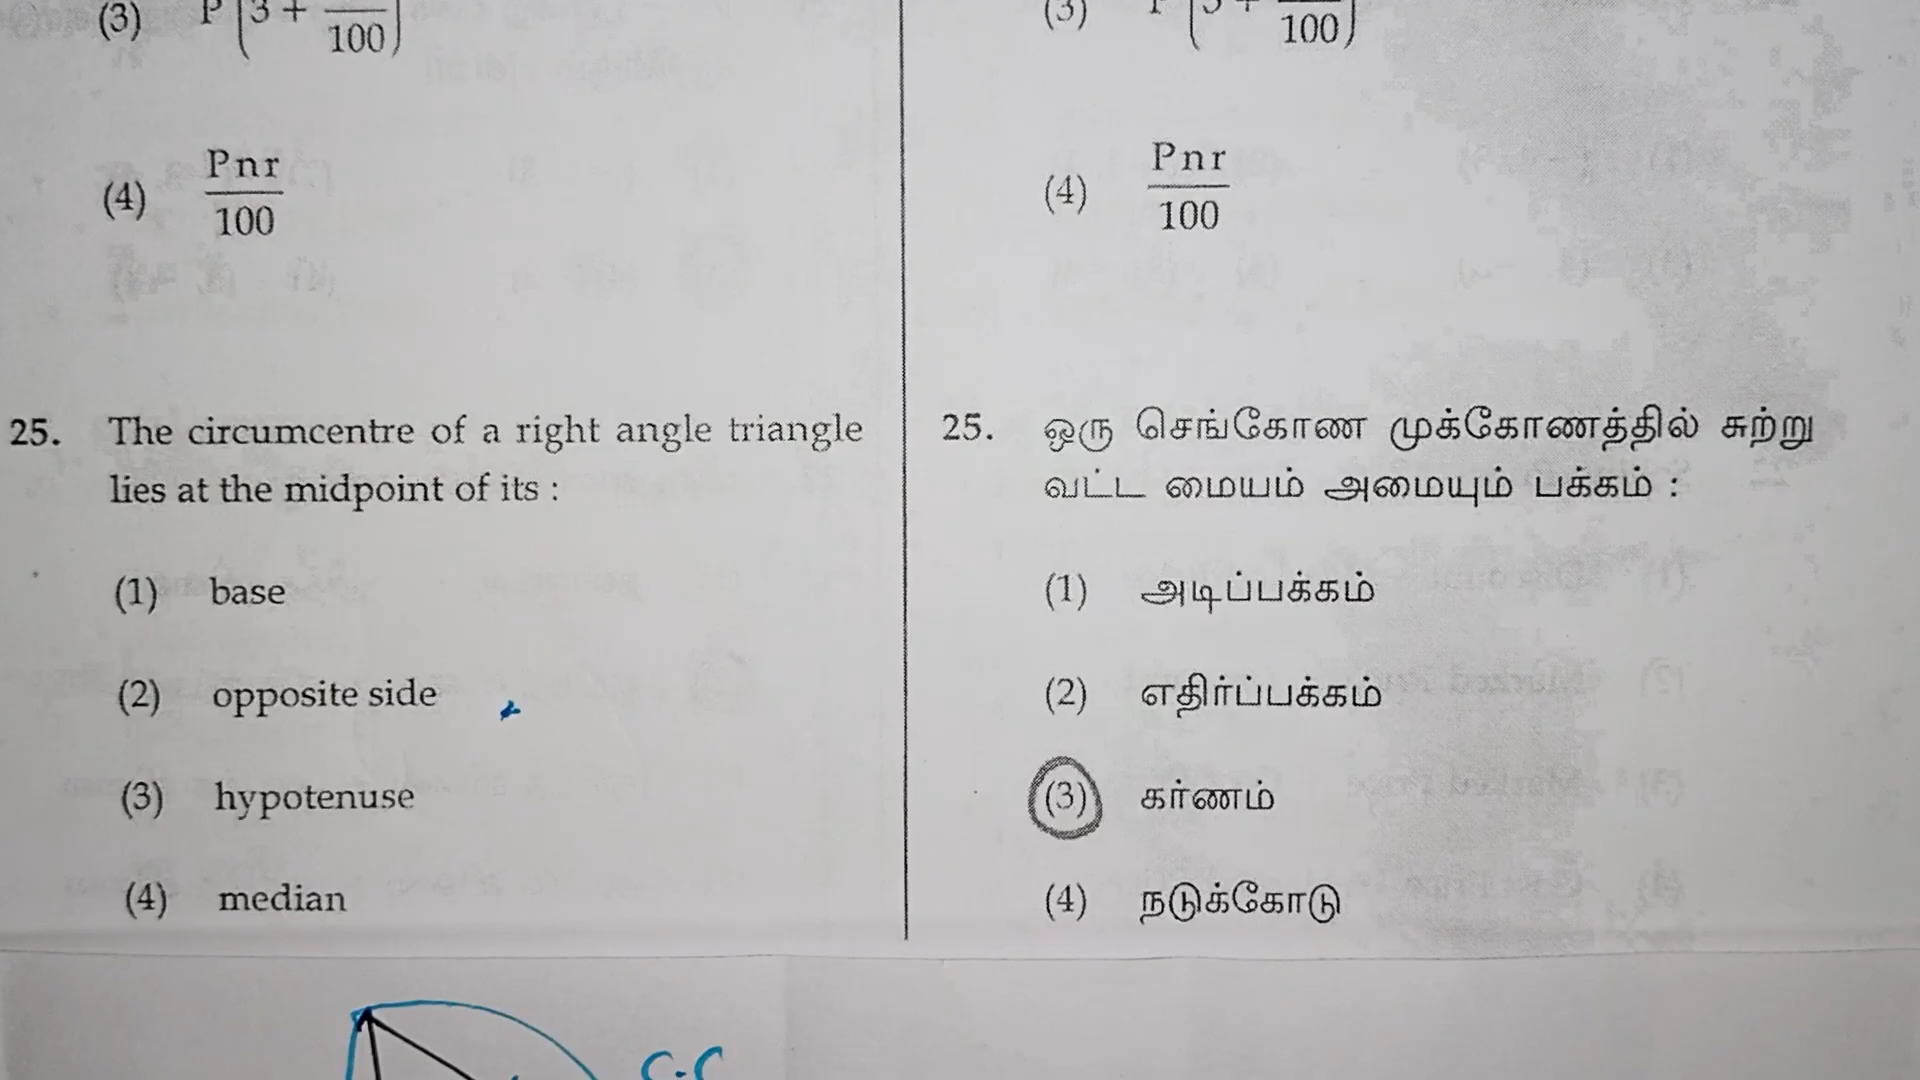 (3) P(3 + 100)
(4) Pnr
100
25. The circumcentre of a right angle triangle
lies at the midpoint of its :
(1) base
(2) opposite side
(3) hypotenuse
(4) median
(3) 100)
(4) Pnr
100
25. ஒரு செங்கோண முக்கோணத்தில் சுற்று
வட்ட மையம் அமையும் பக்கம் :
(1) அடிப்பக்கம்
(2) எதிர்ப்பக்கம்
(3) கர்ணம்
(4) நடுக்கோடு